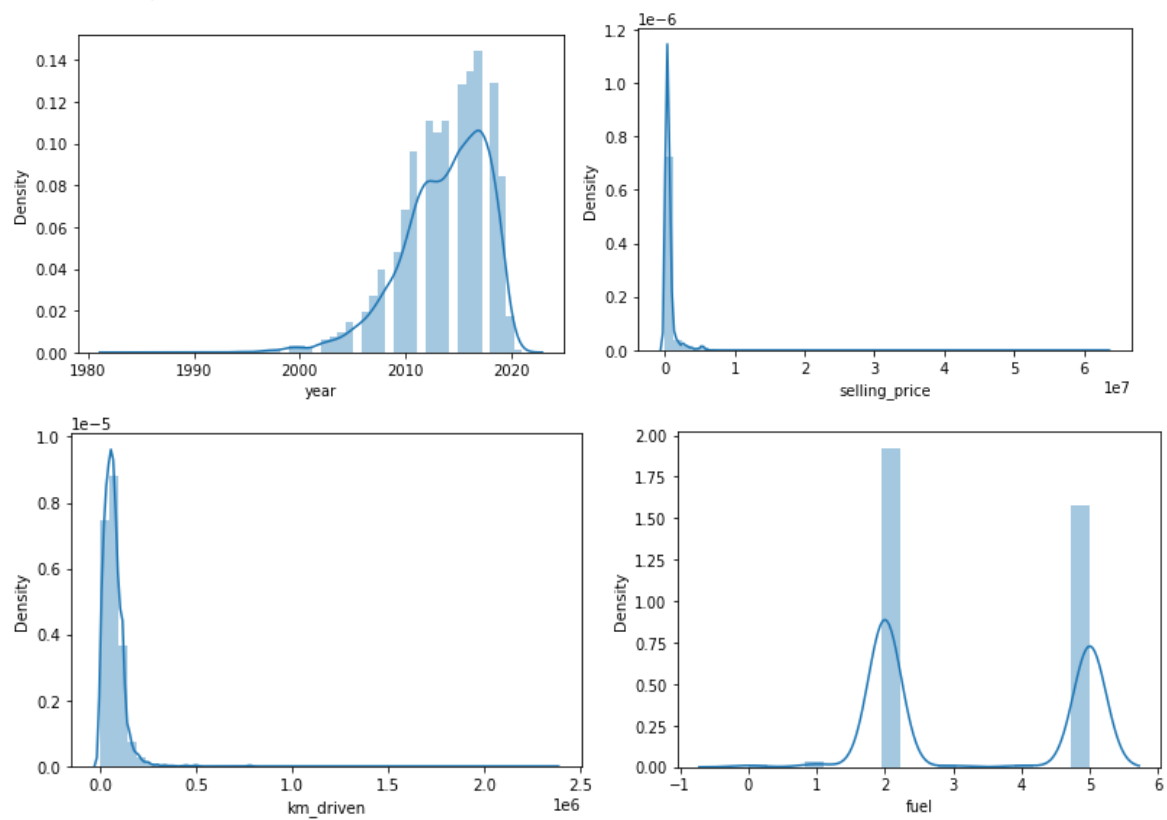 0.14
0.12
0.10
0.08
0.06
0.04
0.02
0.00
Density
1980 1990 2000 2010 2020
year
1e−6
1.2
1.0
0.8
0.6
0.4
0.2
0.0
Density
0 1 2 3 4 5 6
1e7
selling_price
1e−5
1.0
0.8
0.6
0.4
0.2
0.0
Density
0.0 0.5 1.0 1.5 2.0 2.5
1e6
km_driven
2.00
1.75
1.50
1.25
1.00
0.75
0.50
0.25
0.00
Density
−1 0 1 2 3 4 5 6
fuel